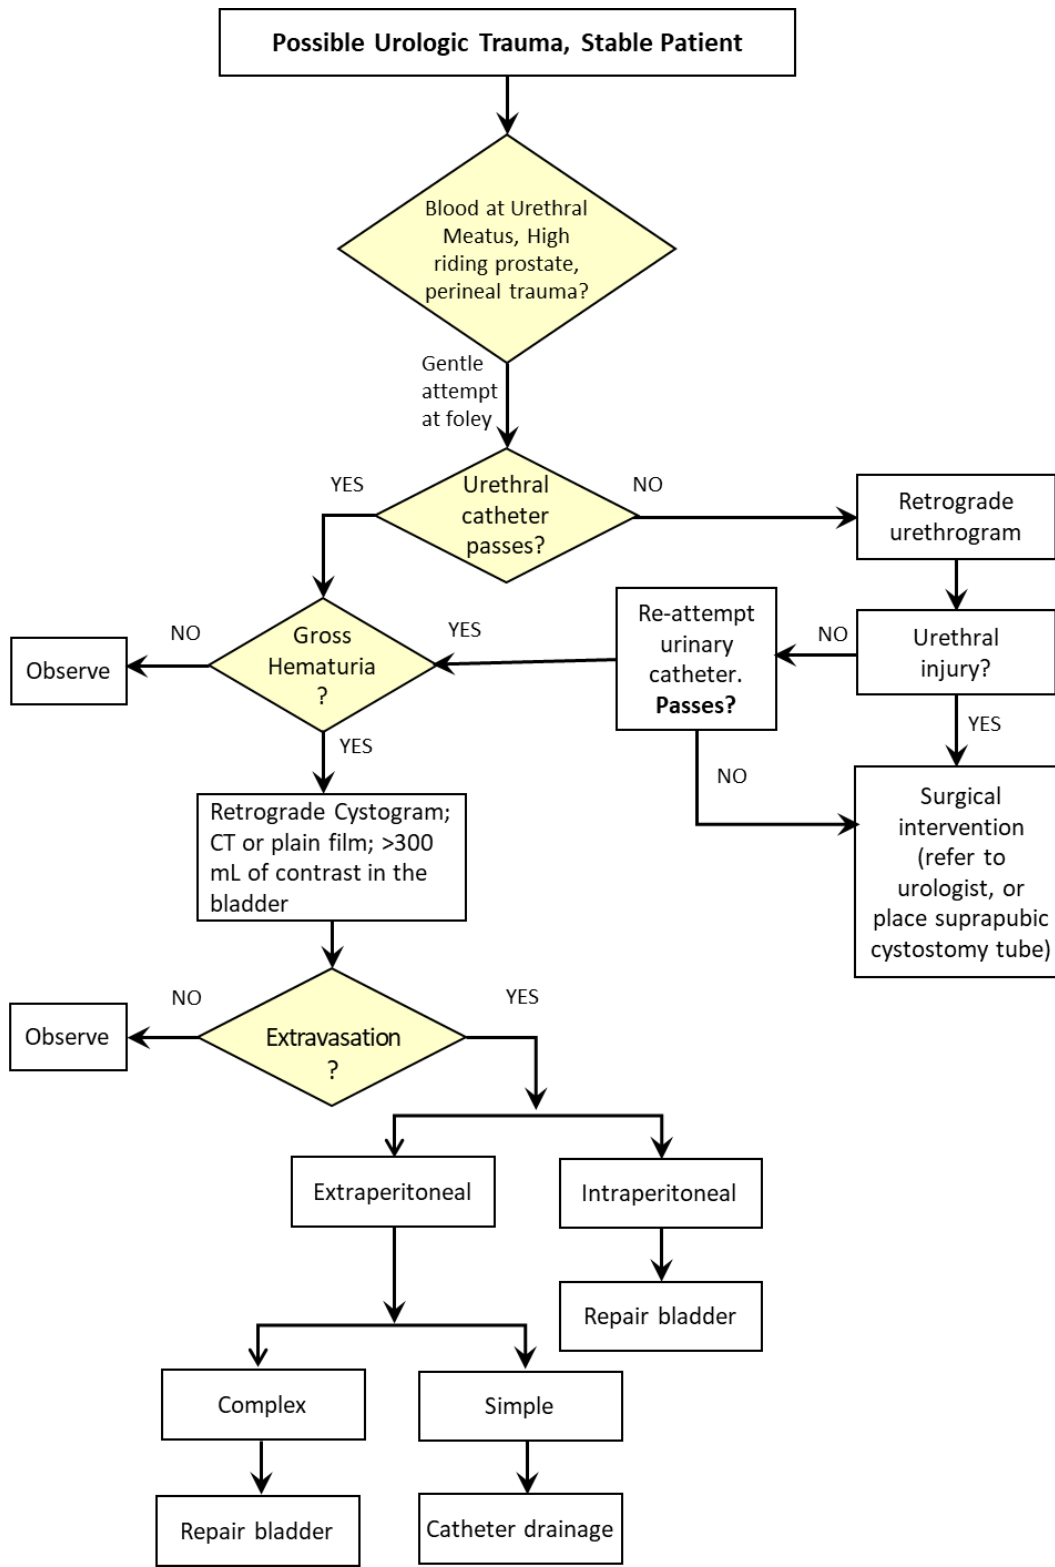 Possible Urologic Trauma, Stable Patient
Blood at Urethral
Meatus, High
riding prostate,
perineal trauma?
Gentle
attempt
at foley
YES
Urethral
catheter
passes?
NO
Retrograde
urethrogram
NO
Gross
Hematuria
?
YES
Re-attempt
urinary
catheter.
Passes?
NO
Urethral
injury?
Observe
YES
YES
NO
Retrograde Cystogram;
CT or plain film; >300
mL of contrast in the
bladder
Surgical
intervention
(refer to
urologist, or
place suprapubic
cystostomy tube)
NO
YES
Observe
Extravasation
?
Extraperitoneal
Intraperitoneal
Repair bladder
Complex
Simple
Repair bladder
Catheter drainage